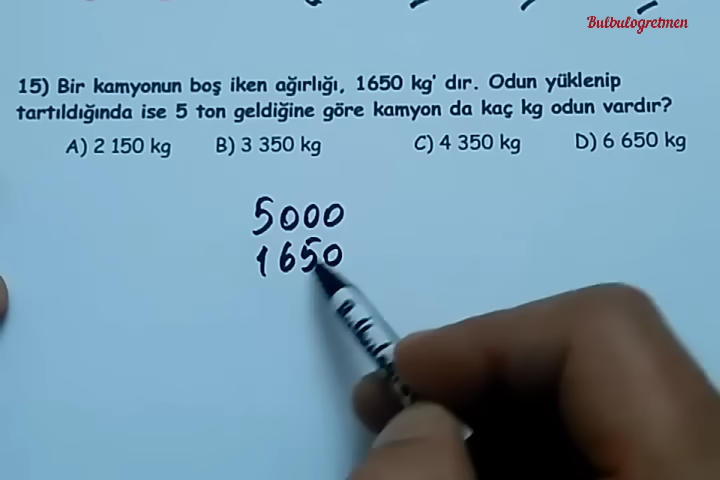 Bulbulogretmen
15) Bir kamyonun boş iken ağırlığı, 1650 kg' dır. Odun yüklenip
tartıldığında ise 5 ton geldiğine göre kamyon da kaç kg odun vardır?
A) 2 150 kg B) 3 350 kg C) 4 350 kg D) 6 650 kg
5000
1650